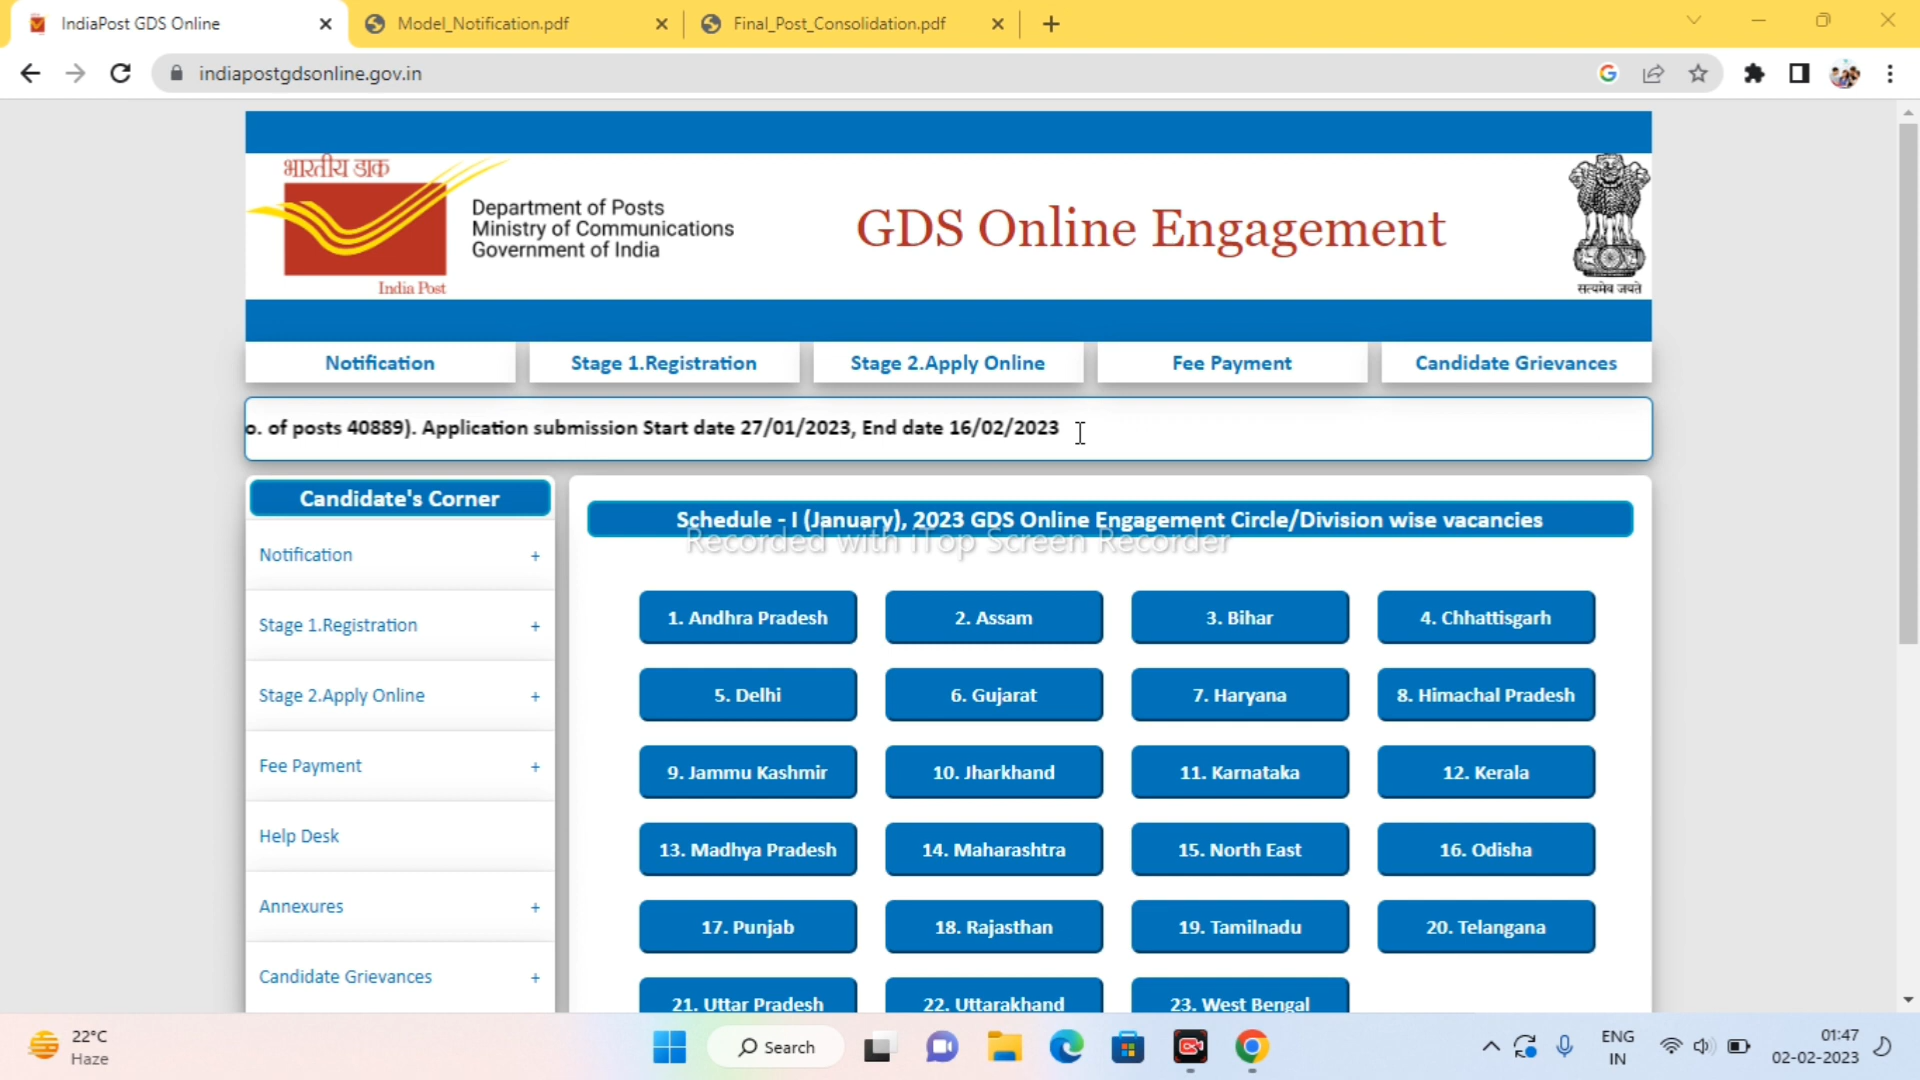 IndiaPost GDS Online
Model_Notification.pdf
Final_Post_Consolidation.pdf
indiapostgdsonline.gov.in
भारतीय डाक
India Post
Department of Posts
Ministry of Communications
Government of India
GDS Online Engagement
सत्यमेव जयते
Notification
Stage 1.Registration
Stage 2.Apply Online
Fee Payment
Candidate Grievances
o. of posts 40889). Application submission Start date 27/01/2023, End date 16/02/2023
Candidate's Corner
Notification +
Stage 1.Registration +
Stage 2.Apply Online +
Fee Payment +
Help Desk
Annexures +
Candidate Grievances +
Schedule - I (January), 2023 GDS Online Engagement Circle/Division wise vacancies
Recorded with iTop Screen Recorder
1. Andhra Pradesh
2. Assam
3. Bihar
4. Chhattisgarh
5. Delhi
6. Gujarat
7. Haryana
8. Himachal Pradesh
9. Jammu Kashmir
10. Jharkhand
11. Karnataka
12. Kerala
13. Madhya Pradesh
14. Maharashtra
15. North East
16. Odisha
17. Punjab
18. Rajasthan
19. Tamilnadu
20. Telangana
21. Uttar Pradesh
22. Uttarakhand
23. West Bengal
22°C
Haze
Search
ENG
IN
01:47
02-02-2023